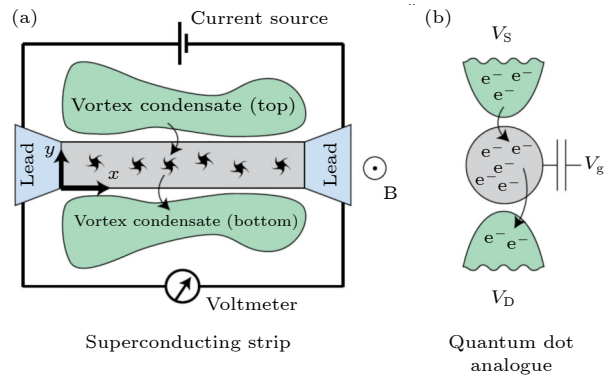 (a)
Current source
Vortex condensate (top)
Lead
y
x
Lead
B
Vortex condensate (bottom)
Voltmeter
Superconducting strip
(b)
V_S
e⁻ e⁻
e⁻
e⁻ e⁻
e⁻
e⁻ e⁻
V_g
e⁻ e⁻
V_D
Quantum dot
analogue